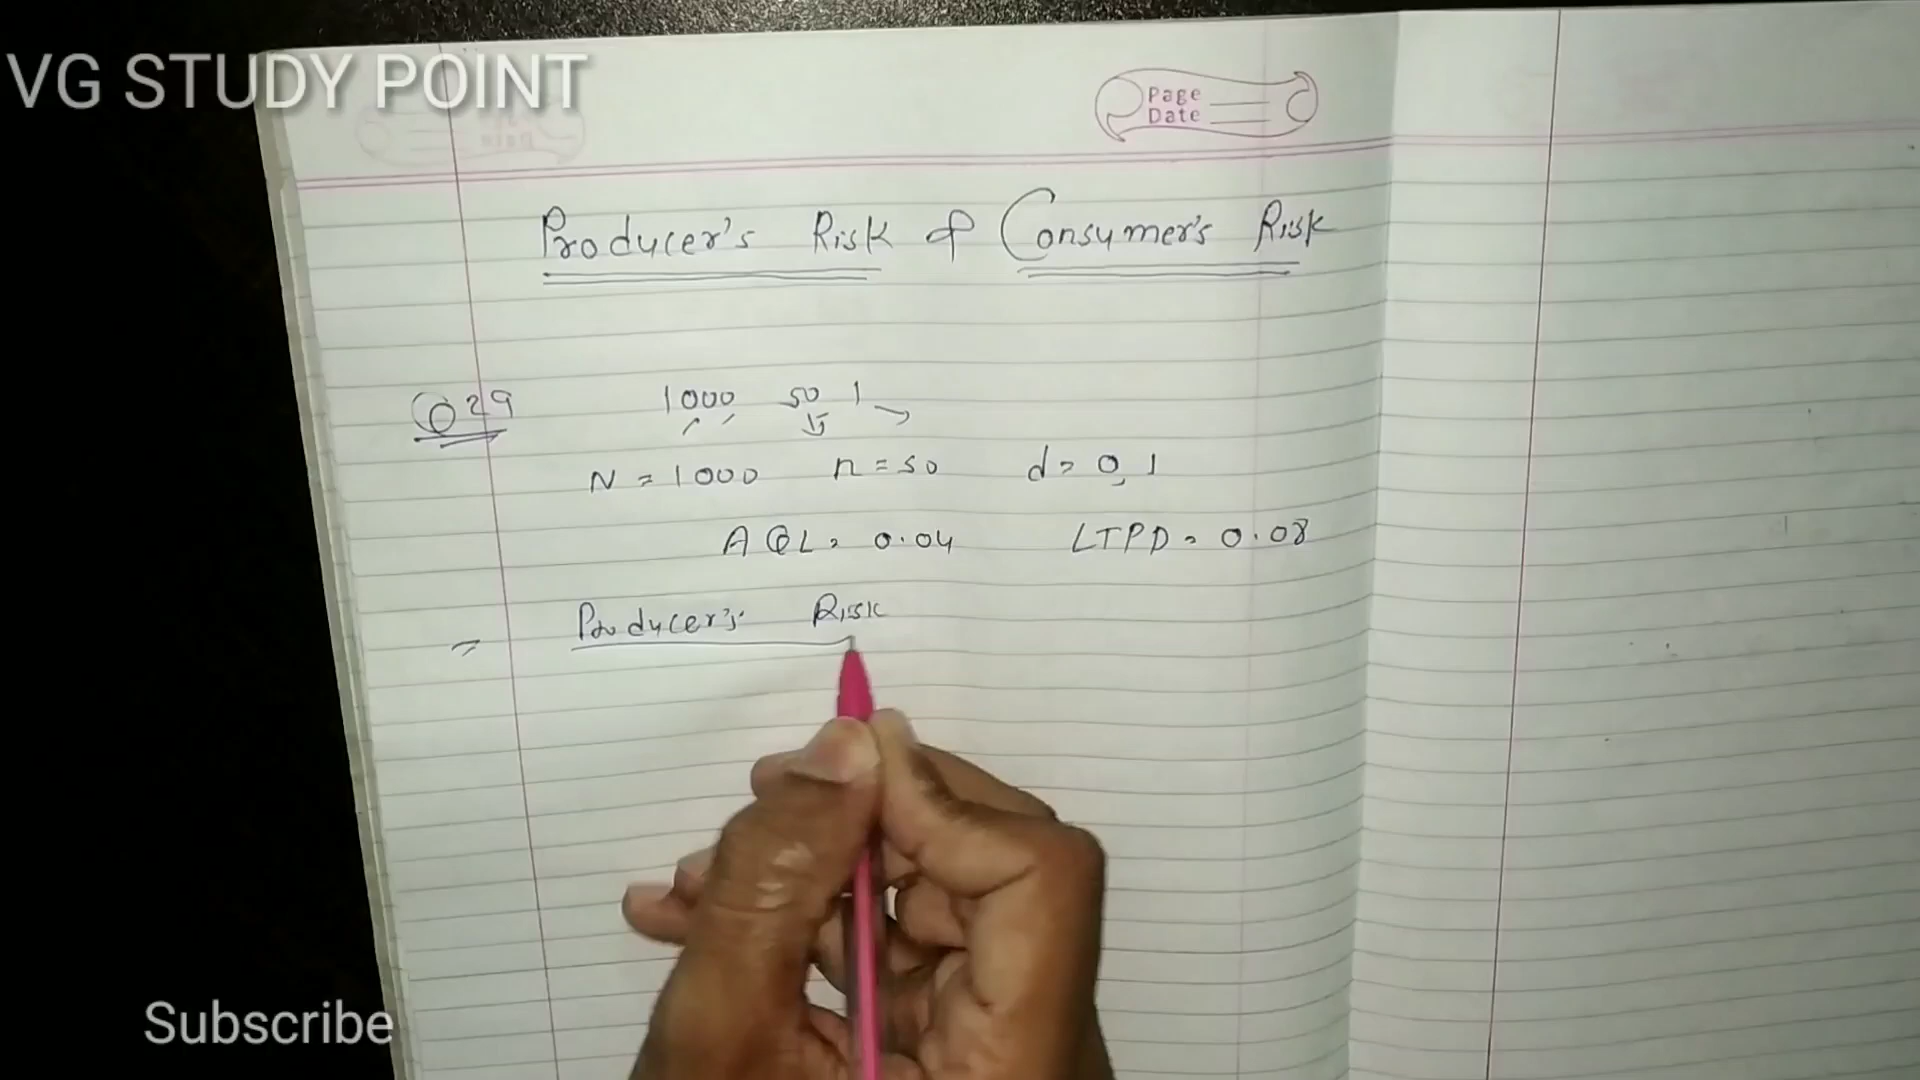 VG STUDY POINT
Page
Date
Producer's Risk & Consumer's Risk
Q29
1000 50 1
N = 1000 n = 50 d = 0, 1
AQL = 0.04 LTPD = 0.08
Producer's Risk
Subscribe